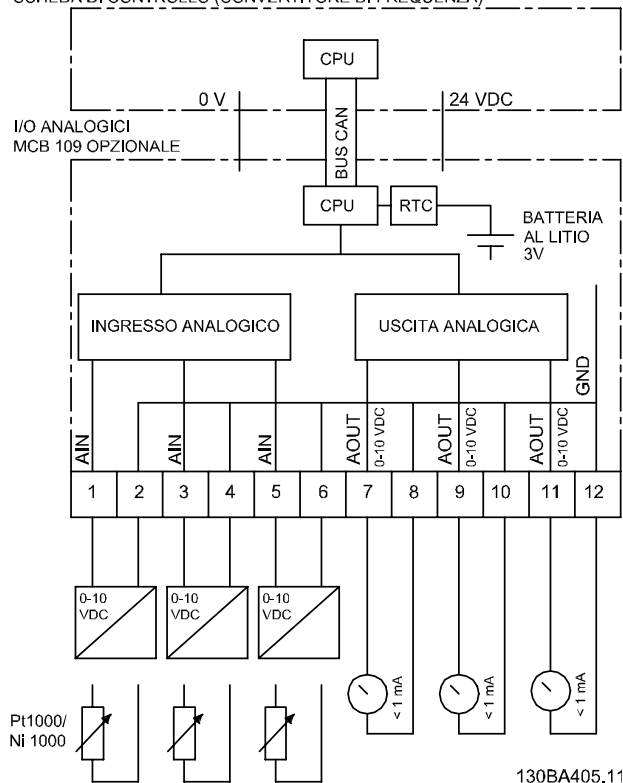 SCHEDA DI CONTROLLO (CONVERTITORE DI FREQUENZA)
CPU
0 V
24 VDC
I/O ANALOGICI
MCB 109 OPZIONALE
BUS CAN
CPU
RTC
BATTERIA
AL LITIO
3V
INGRESSO ANALOGICO
USCITA ANALOGICA
GND
AIN
AIN
AIN
AOUT
0-10 VDC
AOUT
0-10 VDC
AOUT
0-10 VDC
1
2
3
4
5
6
7
8
9
10
11
12
0-10
VDC
0-10
VDC
0-10
VDC
<1 mA
<1 mA
<1 mA
Pt1000/
Ni 1000
130BA405.11